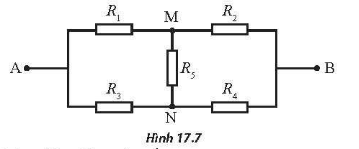 R₁ M R₂
A R₅ B
R₃ N R₄
Hình 17.7